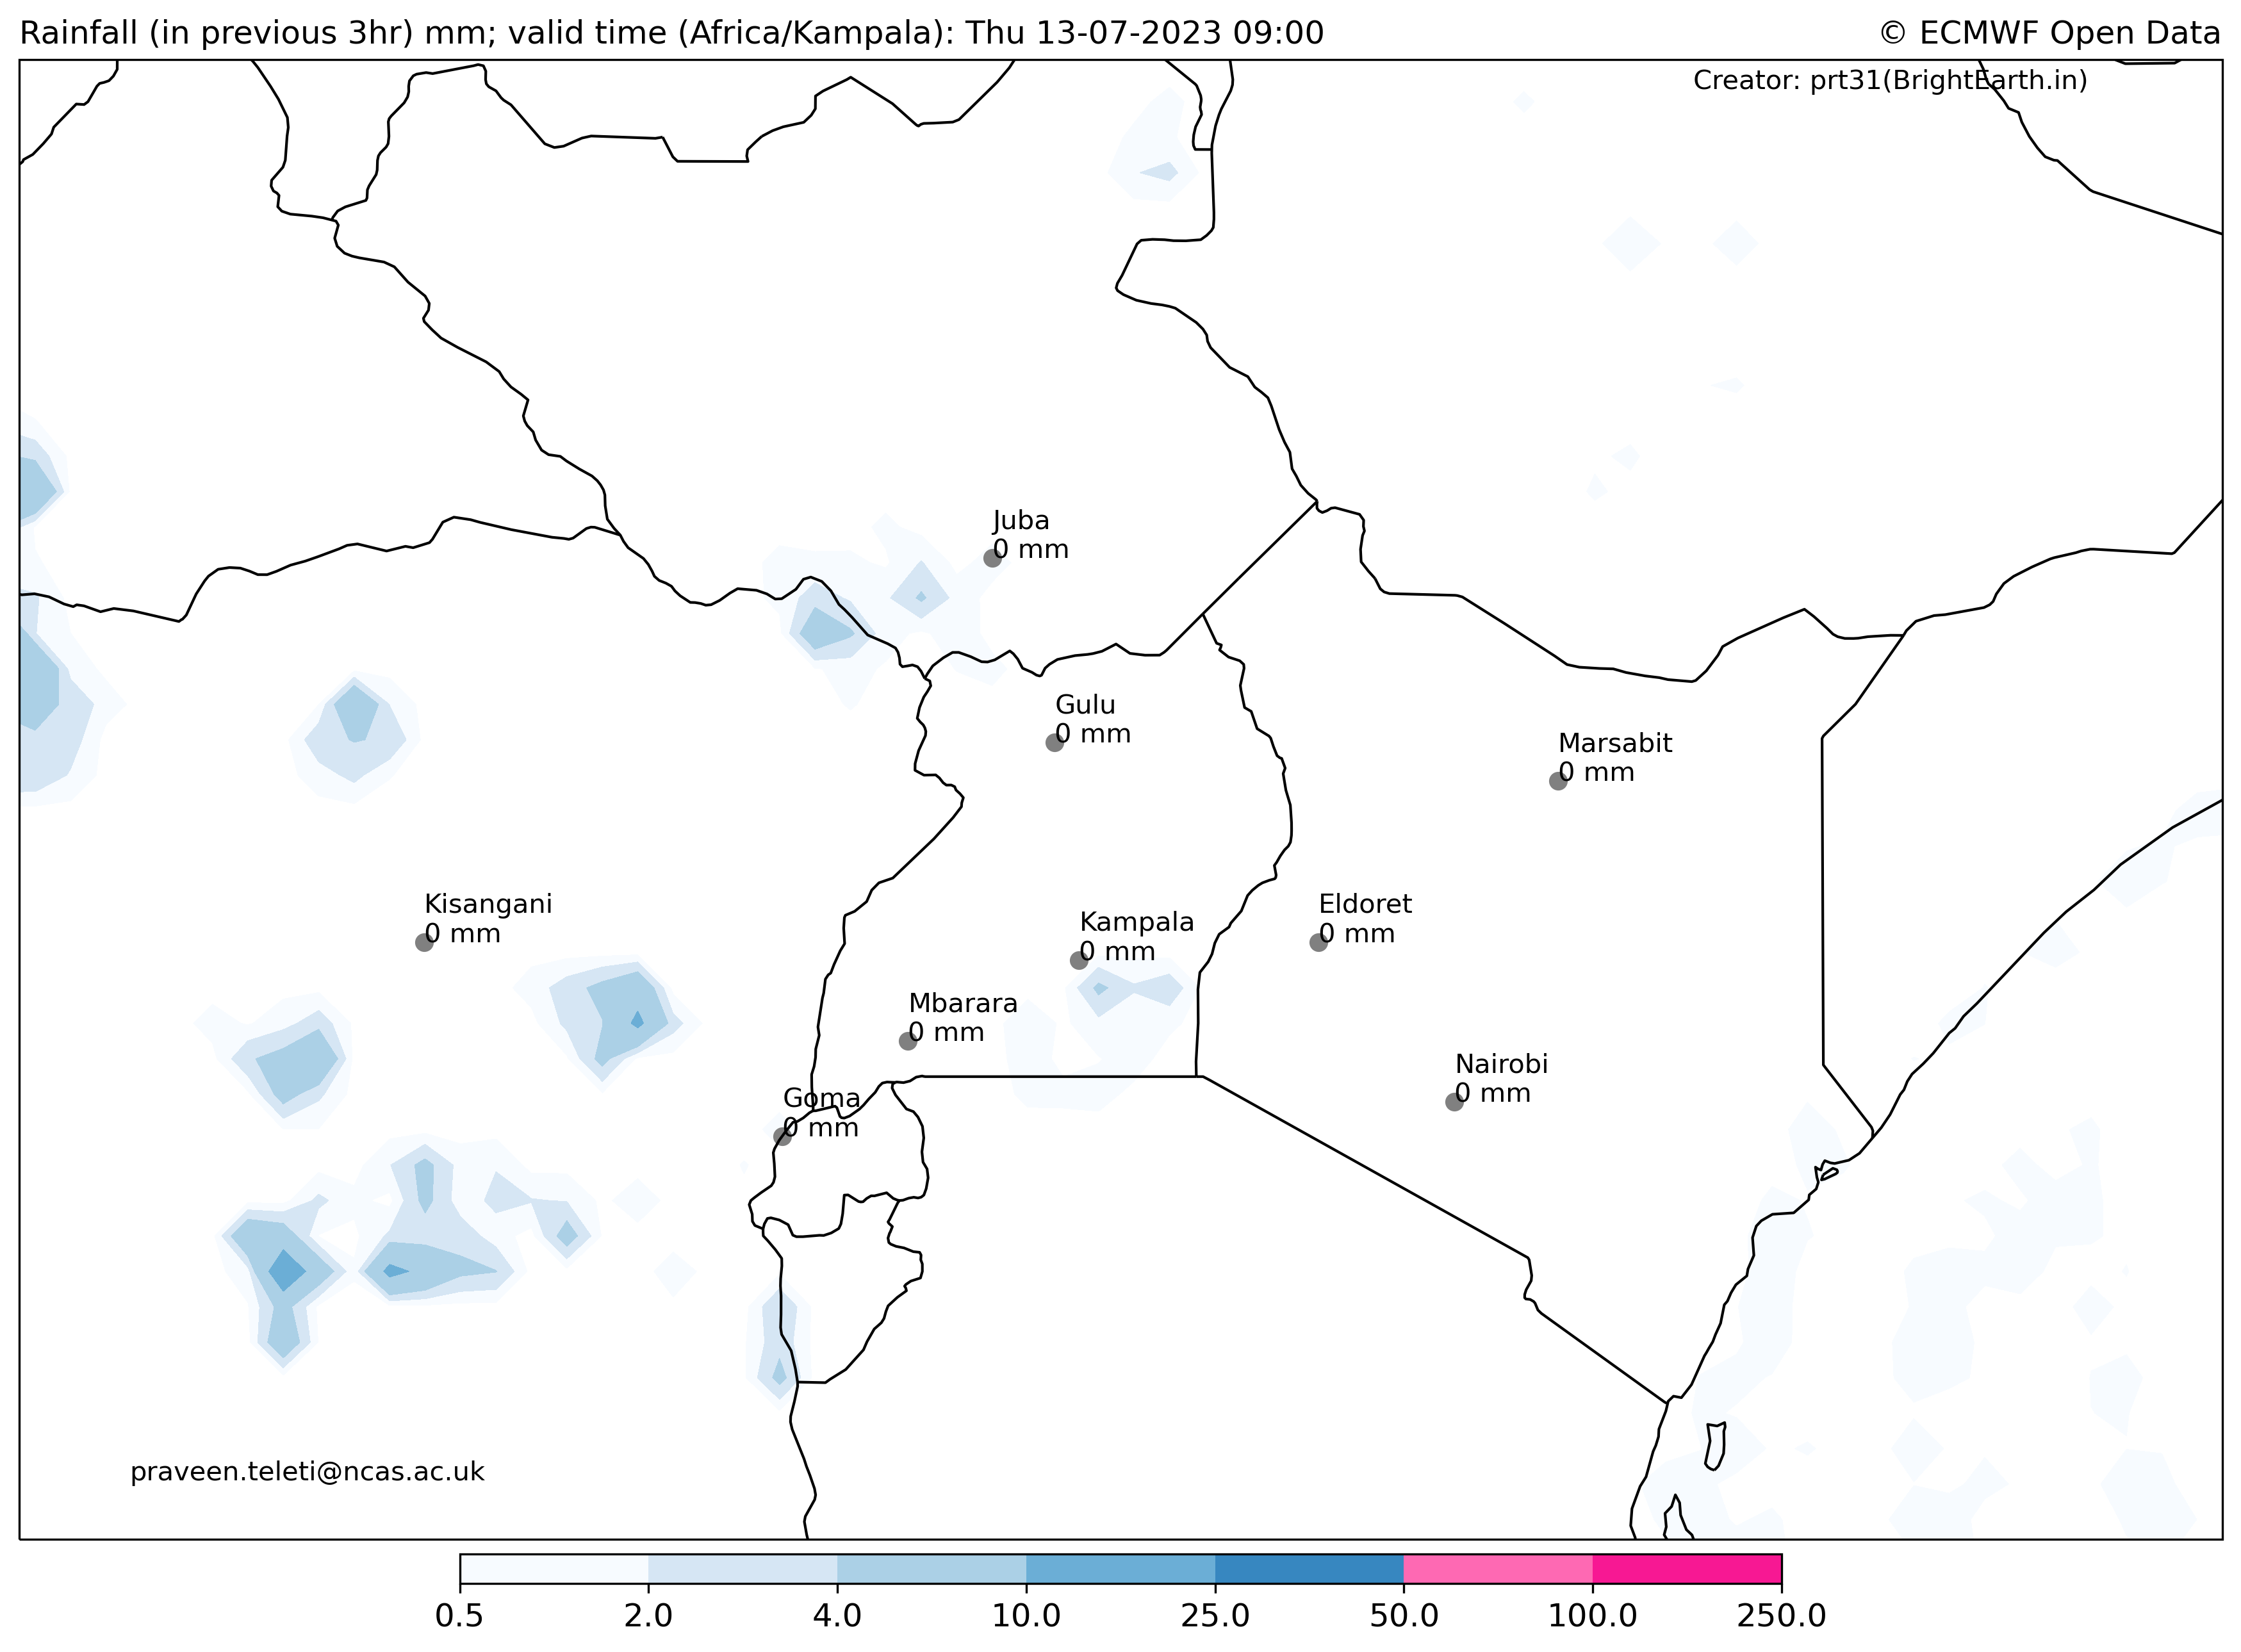 Rainfall (in previous 3hr) mm; valid time (Africa/Kampala): Thu 13-07-2023 09:00
© ECMWF Open Data
Creator: prt31(BrightEarth.in)
Juba
0 mm
Gulu
0 mm
Marsabit
0 mm
Kisangani
0 mm
Kampala
0 mm
Eldoret
0 mm
Mbarara
0 mm
Nairobi
0 mm
Goma
0 mm
praveen.teleti@ncas.ac.uk
0.5 2.0 4.0 10.0 25.0 50.0 100.0 250.0